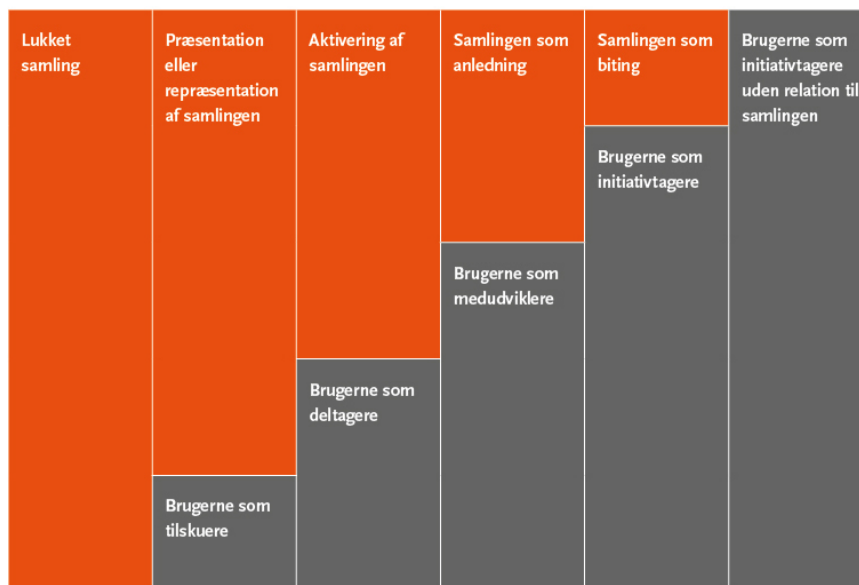 Lukket
samling
Præsentation
eller
repræsentation
af samlingen
Brugerne som
tilskuere
Aktivering af
samlingen
Brugerne som
deltagere
Samlingen som
anledning
Brugerne som
medudviklere
Samlingen som
biting
Brugerne som
initiativtagere
Brugerne som
initiativtagere
uden relation til
samlingen